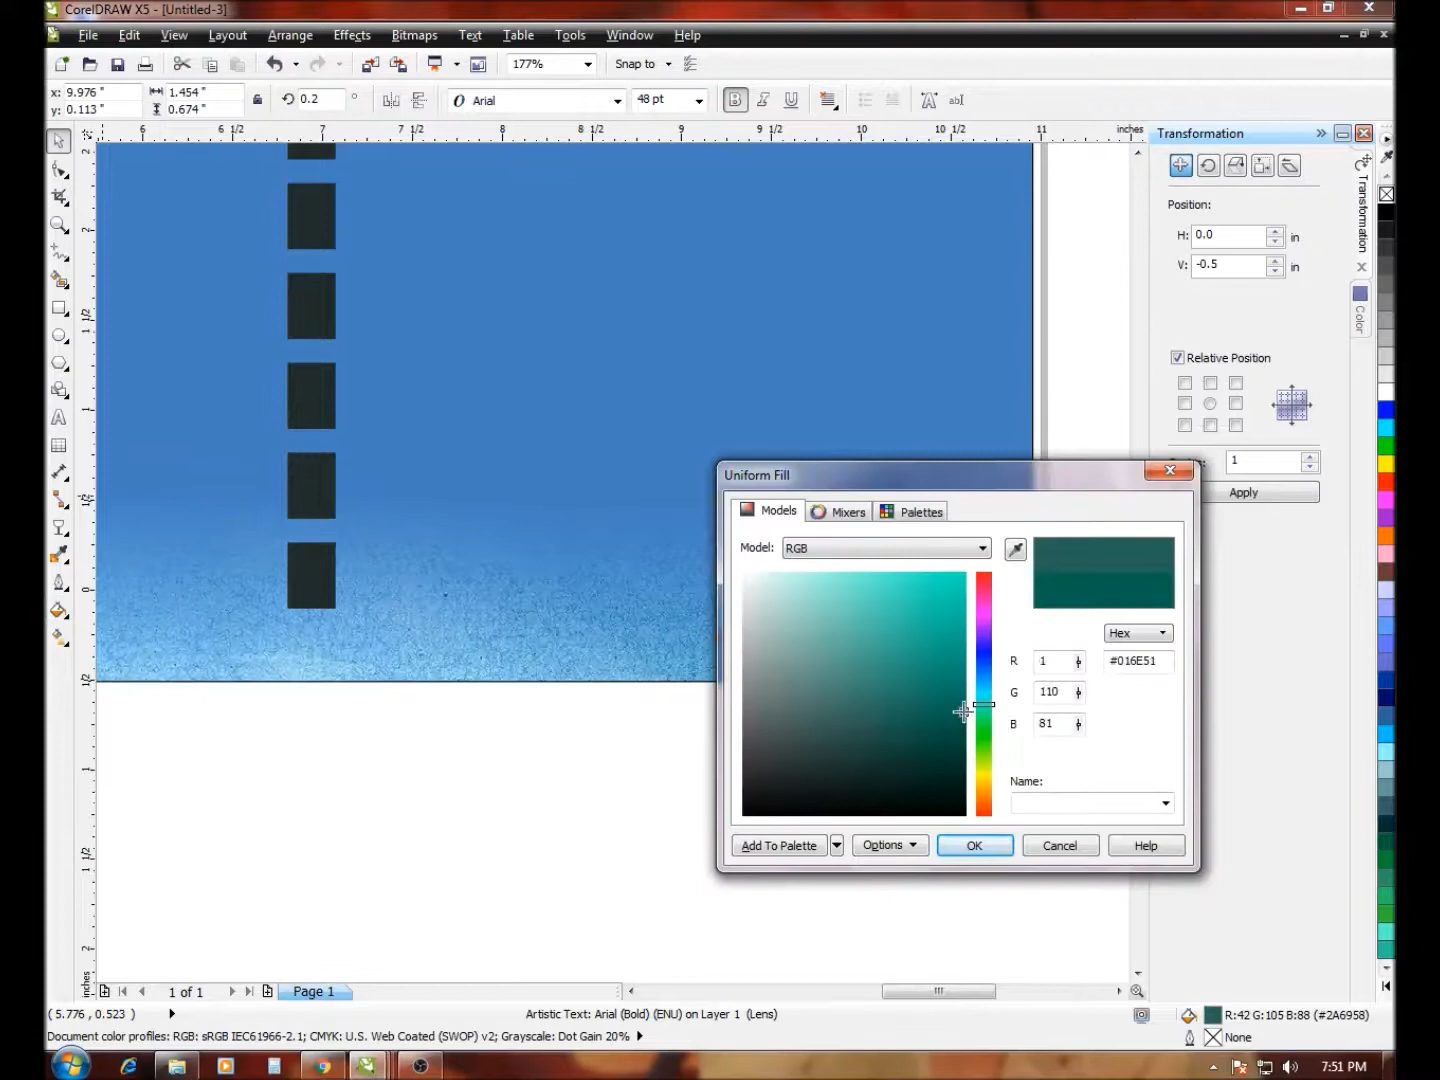 CorelDRAW X5 - [Untitled-3]
File Edit View Layout Arrange Effects Bitmaps Text Table Tools Window Help
177% Snap to
x: 9.976 " 1.454 " 0.2 ° O Arial 48 pt B
y: 0.113 " 0.674 "
6 6 1/2 7 7 1/2 8 8 1/2 9 9 1/2 10 10 1/2 11 inches
Transformation
Position:
H: 0.0 in
V: -0.5 in
Relative Position
1
Apply
Transformation
Color
Uniform Fill
Models Mixers Palettes
Model: RGB
Hex
R 1 #016E51
G 110
B 81
Name:
Add To Palette Options OK Cancel Help
1 of 1 Page 1
( 5.776 , 0.523 ) Artistic Text: Arial (Bold) (ENU) on Layer 1 (Lens) R:42 G:105 B:88 (#2A6958)
Document color profiles: RGB: sRGB IEC61966-2.1; CMYK: U.S. Web Coated (SWOP) v2; Grayscale: Dot Gain 20% None
7:51 PM